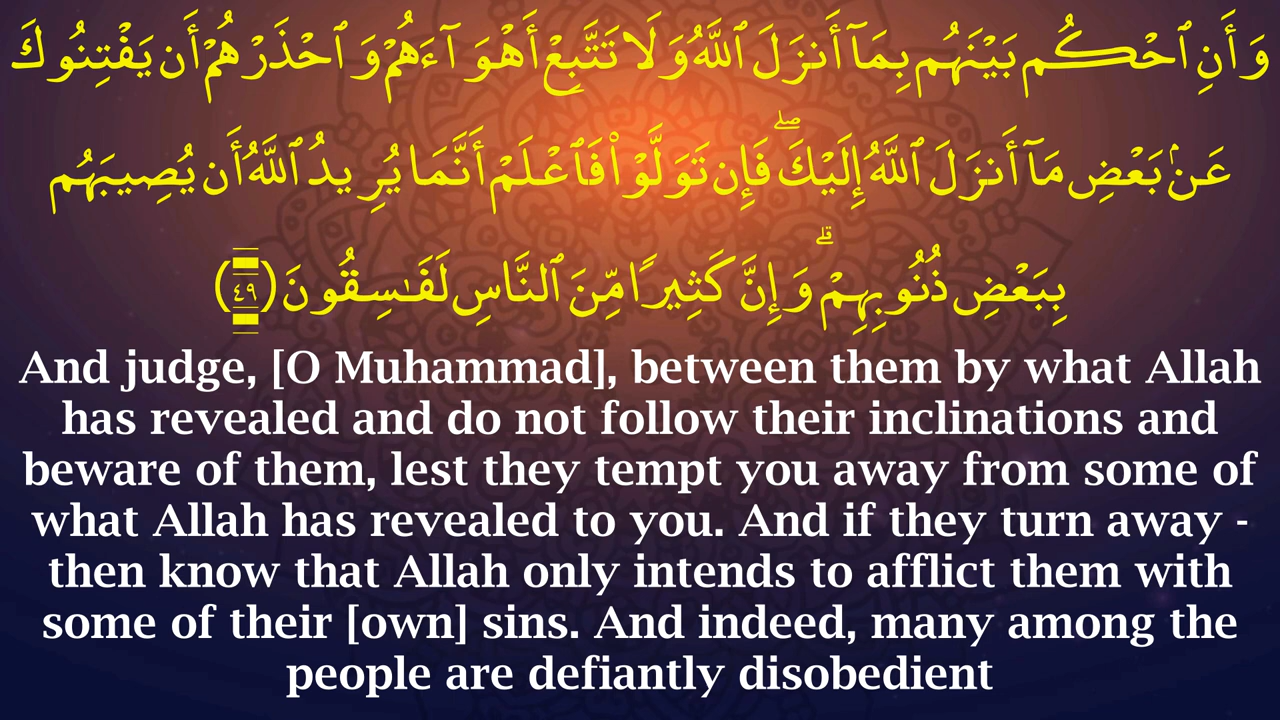 وَأَنِ ٱحْكُم بَيْنَهُم بِمَآ أَنزَلَ ٱللَّهُ وَلَا تَتَّبِعْ أَهْوَآءَهُمْ وَٱحْذَرْهُمْ أَن يَفْتِنُوكَ
عَنۢ بَعْضِ مَآ أَنزَلَ ٱللَّهُ إِلَيْكَ ۖ فَإِن تَوَلَّوْا۟ فَٱعْلَمْ أَنَّمَا يُرِيدُ ٱللَّهُ أَن يُصِيبَهُم
بِبَعْضِ ذُنُوبِهِمْ ۗ وَإِنَّ كَثِيرًا مِّنَ ٱلنَّاسِ لَفَـٰسِقُونَ (٤٩)
And judge, [O Muhammad], between them by what Allah
has revealed and do not follow their inclinations and
beware of them, lest they tempt you away from some of
what Allah has revealed to you. And if they turn away -
then know that Allah only intends to afflict them with
some of their [own] sins. And indeed, many among the
people are defiantly disobedient